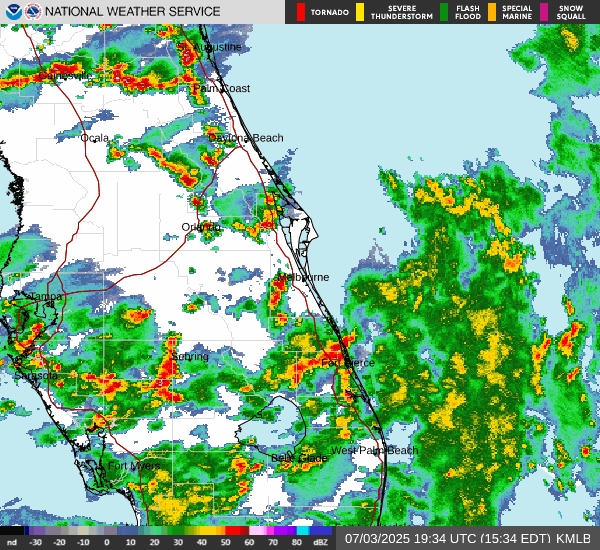 NATIONAL WEATHER SERVICE
TORNADO
SEVERE THUNDERSTORM
FLASH FLOOD
SPECIAL MARINE
SNOW SQUALL
St Augustine
Gainesville
Palm Coast
Ocala
Daytona Beach
Orlando
Melbourne
Tampa
Sebring
Fort Pierce
Sarasota
West Palm Beach
Belle Glade
Fort Myers
nd -30 -20 -10 0 10 20 30 40 50 60 70 80 dBZ
07/03/2025 19:34 UTC (15:34 EDT) KMLB